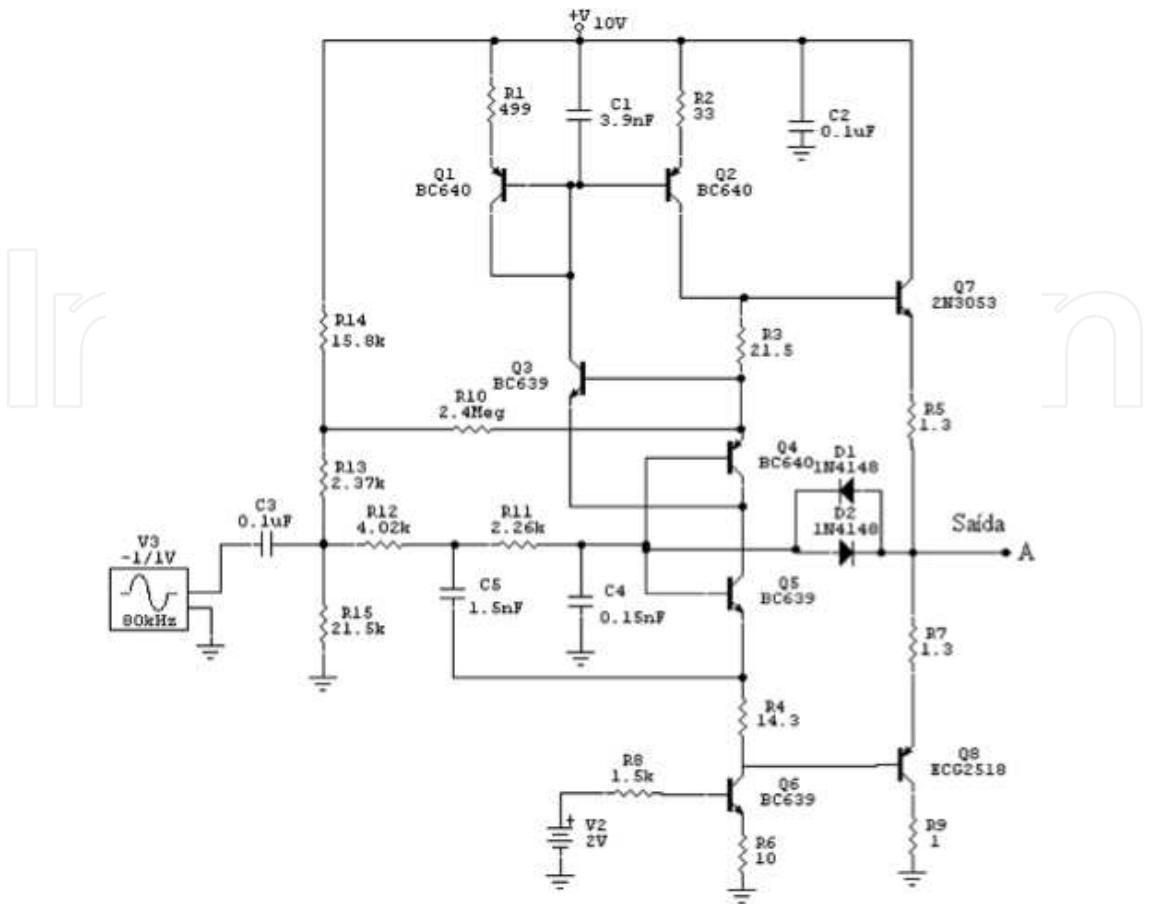 +V
10V
R1
499
C1
3.9nF
R2
33
C2
0.1uF
Q1
BC640
Q2
BC640
Q7
2N3053
R14
15.8k
R3
21.5
Q3
BC639
R10
2.4Meg
R5
1.3
Q4
BC640
D1
1N4148
R13
2.37k
C3
0.1uF
R12
4.02k
R11
2.26k
D2
1N4148
Saída
A
V3
-1/1V
80kHz
C5
1.5nF
C4
0.15nF
Q5
BC639
R15
21.5k
R7
1.3
R4
14.3
R8
1.5k
Q6
BC639
Q8
ECG2518
V2
2V
+
R6
10
R9
1